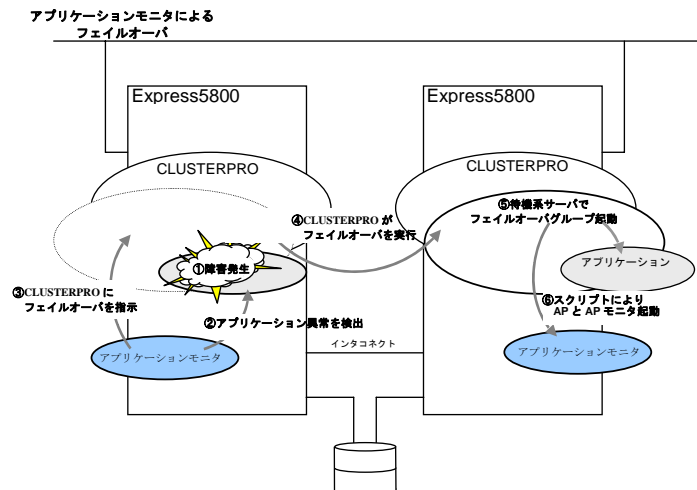 アプリケーションモニタによる
フェイルオーバ
Express5800
Express5800
CLUSTERPRO
CLUSTERPRO
⑤待機系サーバで
フェイルオーバグループ起動
④CLUSTERPRO が
フェイルオーバを実行
①障害発生
アプリケーション
③CLUSTERPRO に
フェイルオーバを指示
②アプリケーション異常を検出
⑥スクリプトにより
AP と AP モニタ起動
インタコネクト
アプリケーションモニタ
アプリケーションモニタ